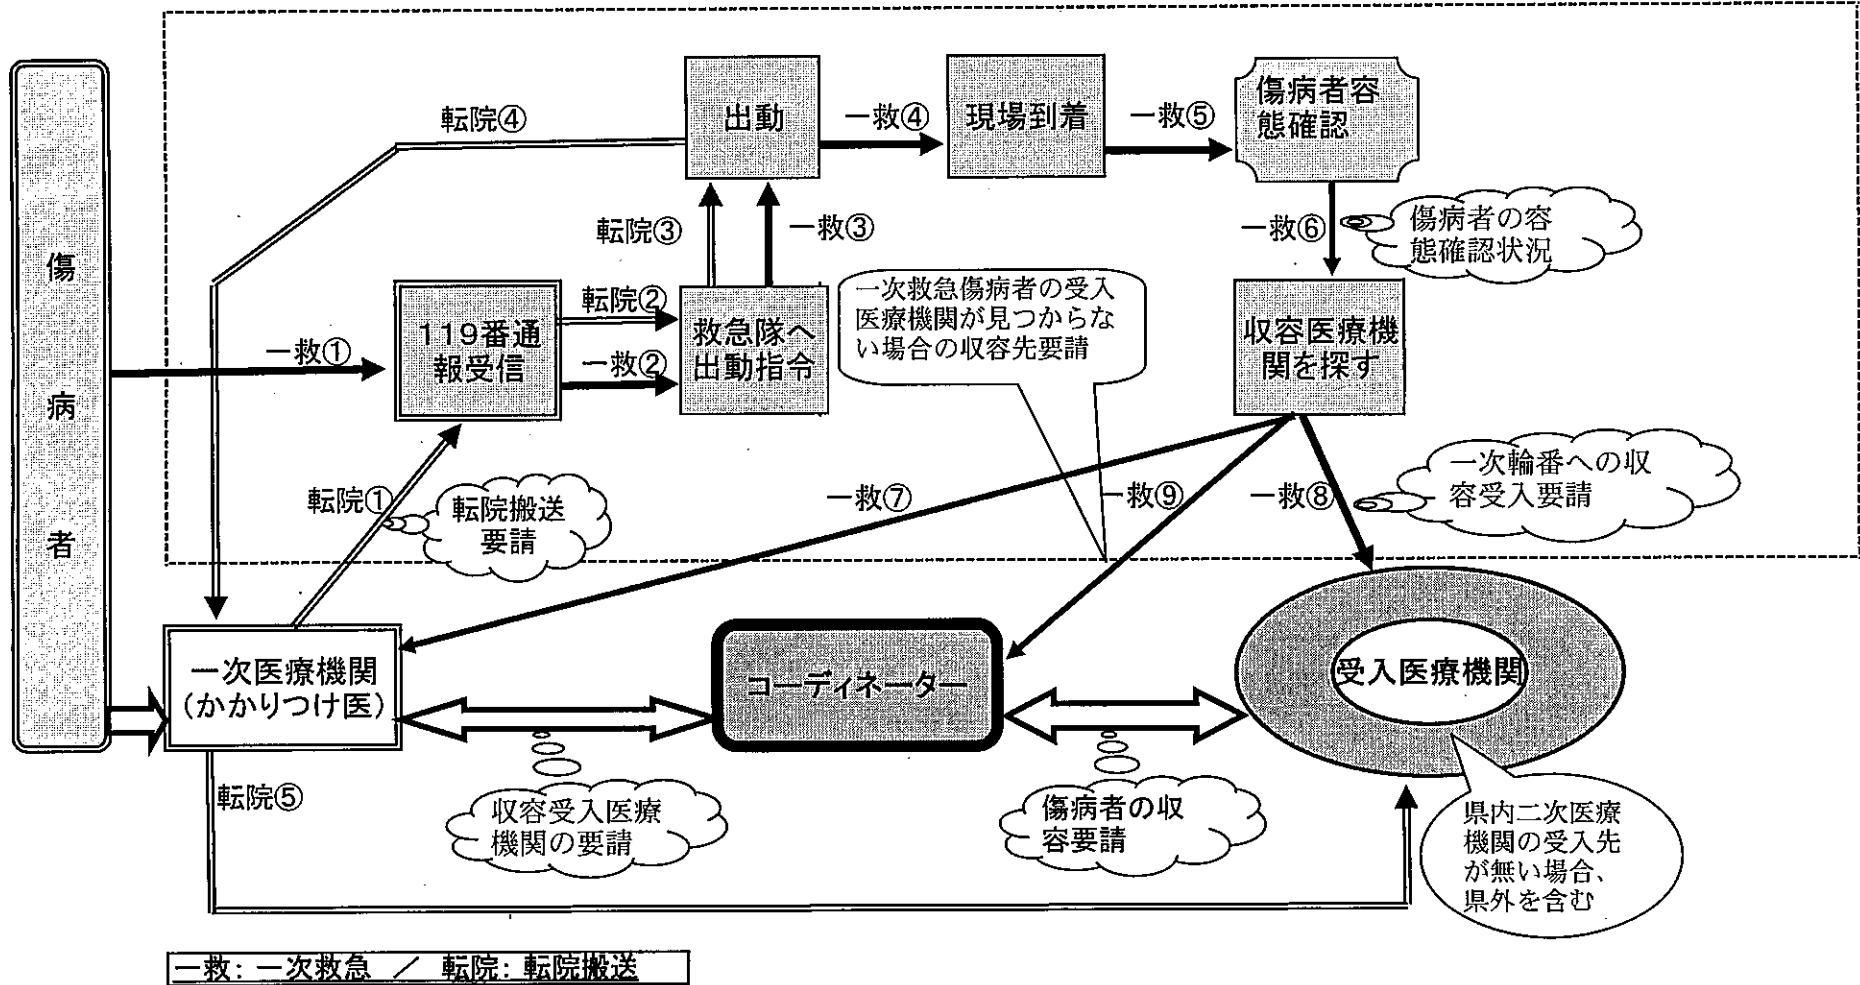 傷
病
者
転院④
出動
一救④
現場到着
一救⑤
傷病者容
態確認
転院③
一救③
一救⑥
傷病者の容
態確認状況
一救①
119番通
報受信
転院②
一救②
救急隊へ
出動指令
一次救急傷病者の受入
医療機関が見つからな
い場合の収容先要請
収容医療機
関を探す
転院①
転院搬送
要請
一救⑦
一救⑨
一救⑧
一次輪番への収
容受入要請
一次医療機関
(かかりつけ医)
コーディネーター
受入医療機関
転院⑤
収容受入医療
機関の要請
傷病者の収
容要請
県内二次医療
機関の受入先
が無い場合、
県外を含む
一救：一次救急 ／ 転院：転院搬送